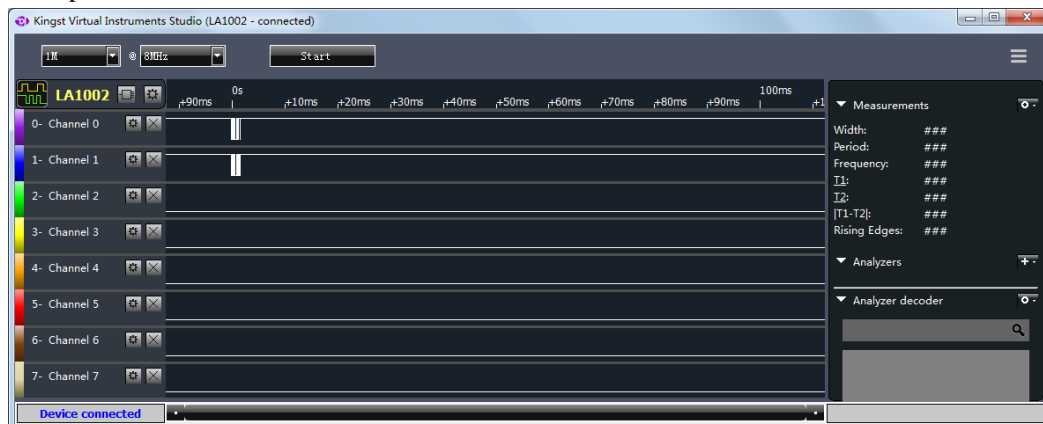 Kingst Virtual Instruments Studio (LA1002 - connected)
1M @ 8MHz Start
LA1002
+90ms 0s +10ms +20ms +30ms +40ms +50ms +60ms +70ms +80ms +90ms 100ms +1
0- Channel 0
1- Channel 1
2- Channel 2
3- Channel 3
4- Channel 4
5- Channel 5
6- Channel 6
7- Channel 7
Measurements
Width: ###
Period: ###
Frequency: ###
T1: ###
T2: ###
|T1-T2|: ###
Rising Edges: ###
Analyzers
Analyzer decoder
Device connected